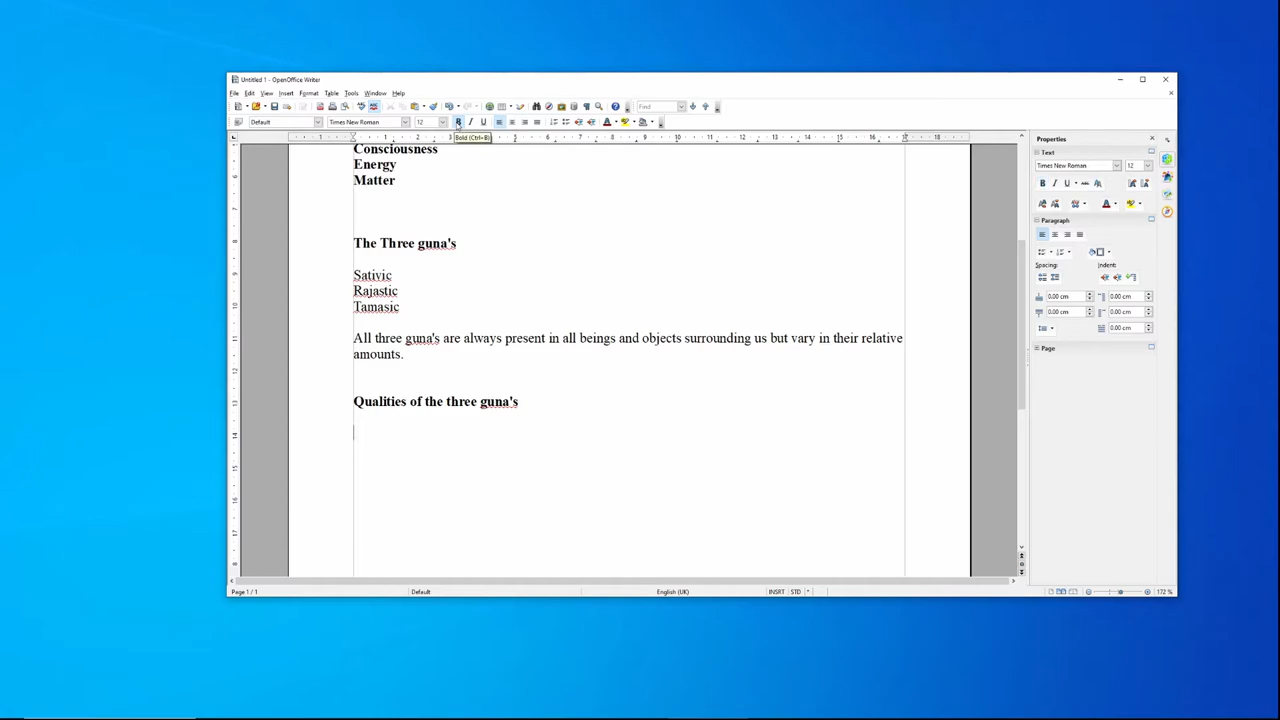 Untitled 1 - OpenOffice Writer
File Edit View Insert Format Table Tools Window Help
Find
Default Times New Roman 12
Bold (Ctrl+B)
Consciousness
Energy
Matter
The Three guna's
Sativic
Rajastic
Tamasic
All three guna's are always present in all beings and objects surrounding us but vary in their relative
amounts.
Qualities of the three guna's
Properties
Text
Times New Roman 12
Paragraph
Spacing: Indent:
0.00 cm 0.00 cm
0.00 cm 0.00 cm
0.00 cm
Page
Page 1 / 1 Default English (UK) INSRT STD * 172 %